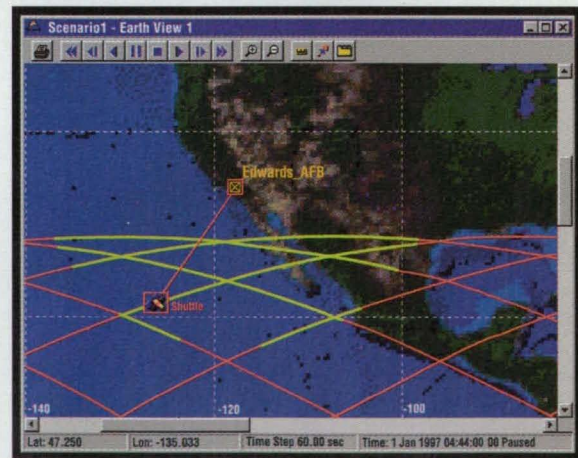 Scenario1 - Earth View 1
Edwards_AFB
Shuttle
-140
-120
-100
Lat: 47.250
Lon: -135.033
Time Step 60.00 sec
Time: 1 Jan 1997 04:44:00.00 Paused